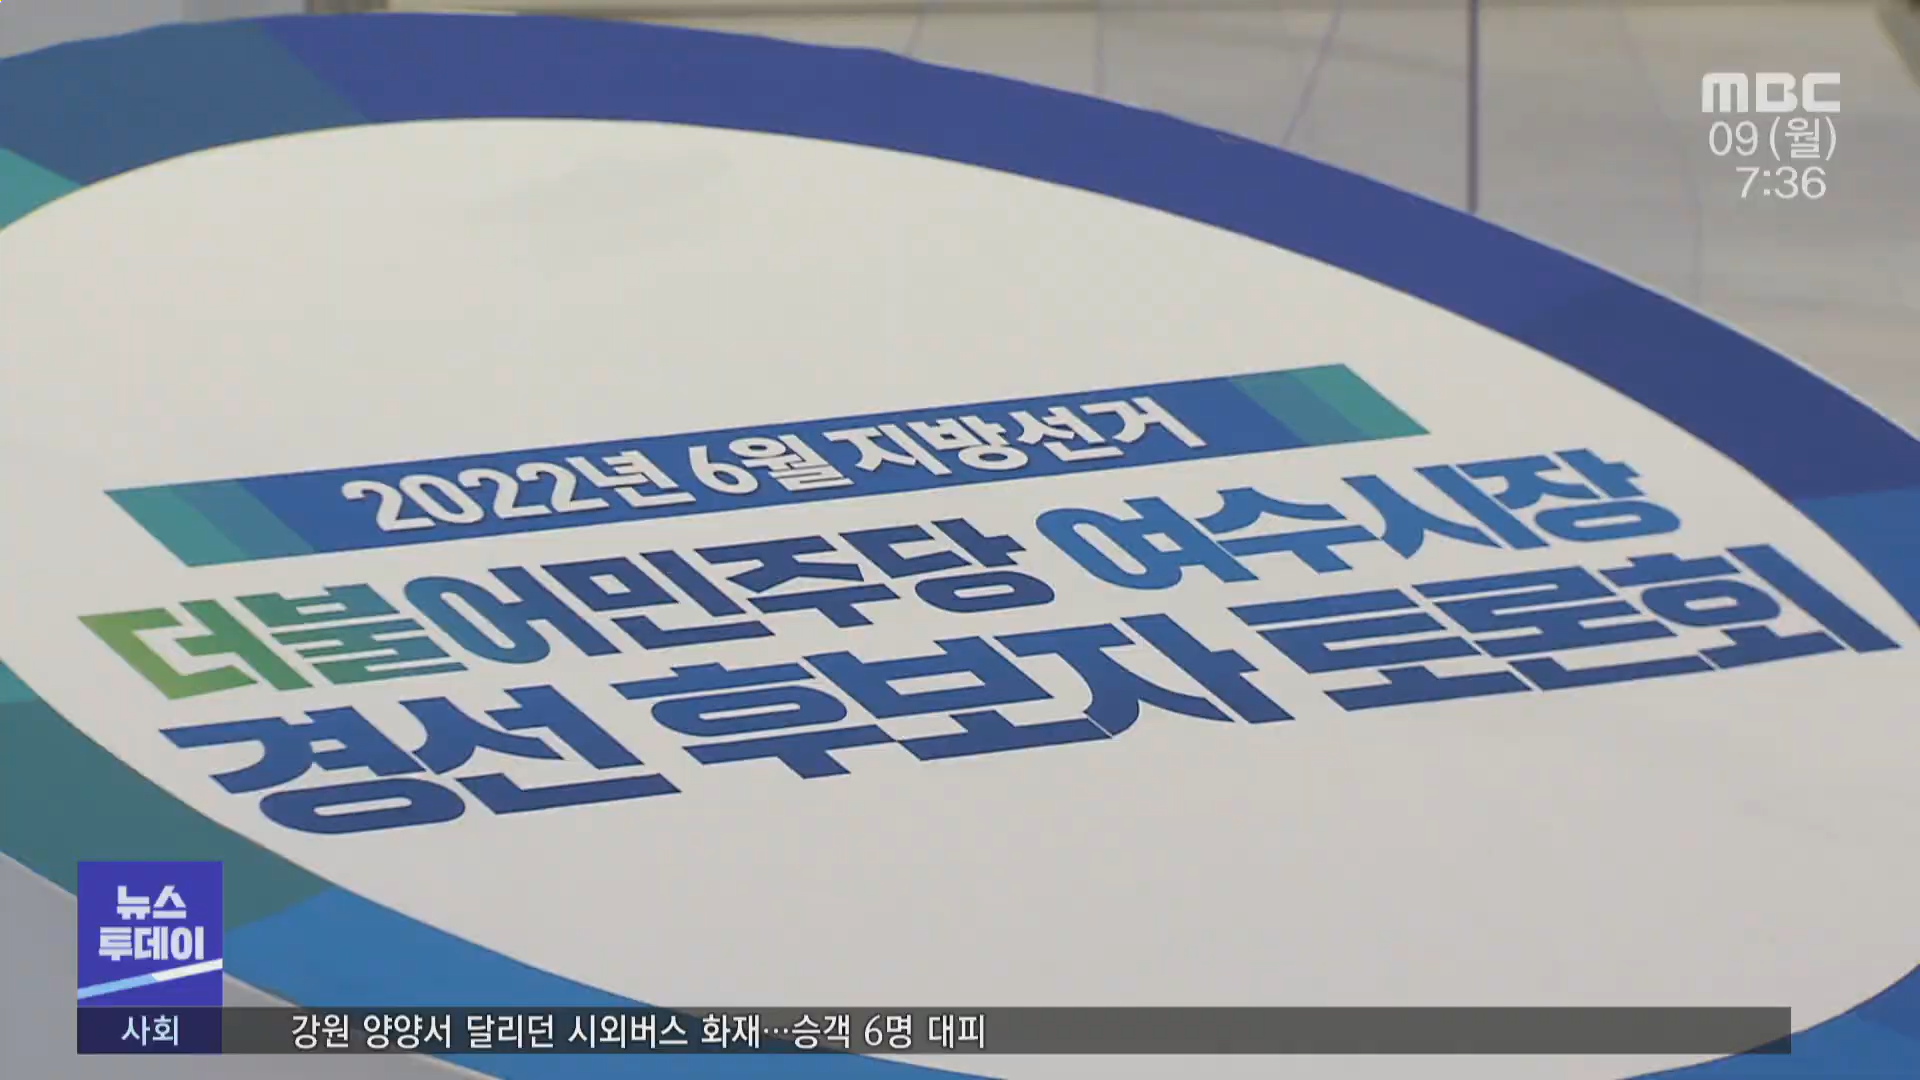 MBC
09(월)
7:36
2022년 6월 지방선거
더불어민주당 여수시장
경선 후보자 토론회
뉴스
투데이
사회
강원 양양서 달리던 시외버스 화재…승객 6명 대피